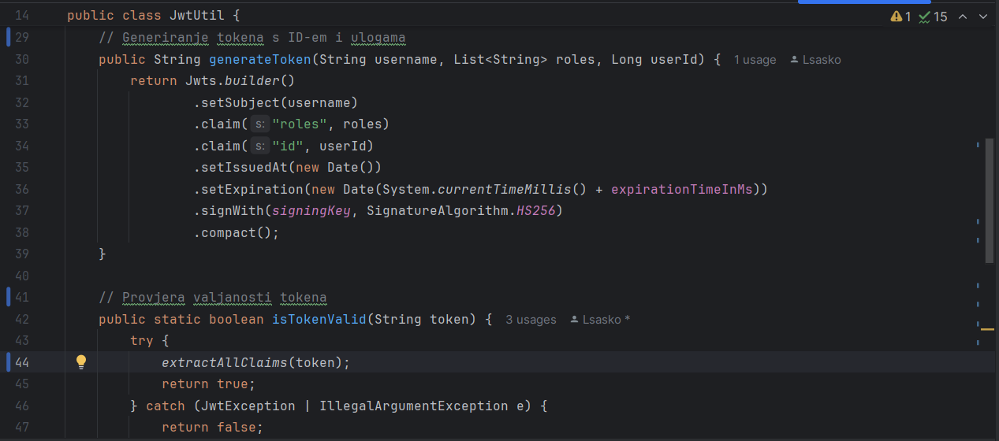 14 public class JwtUtil { 1 15
29 // Generiranje tokena s ID-em i ulogama
30 public String generateToken(String username, List<String> roles, Long userId) { 1 usage Lsasko
31 return Jwts.builder()
32 .setSubject(username)
33 .claim( s: "roles", roles)
34 .claim( s: "id", userId)
35 .setIssuedAt(new Date())
36 .setExpiration(new Date(System.currentTimeMillis() + expirationTimeInMs))
37 .signWith(signingKey, SignatureAlgorithm.HS256)
38 .compact();
39 }
40
41 // Provjera valjanosti tokena
42 public static boolean isTokenValid(String token) { 3 usages Lsasko *
43 try {
44 extractAllClaims(token);
45 return true;
46 } catch (JwtException | IllegalArgumentException e) {
47 return false;